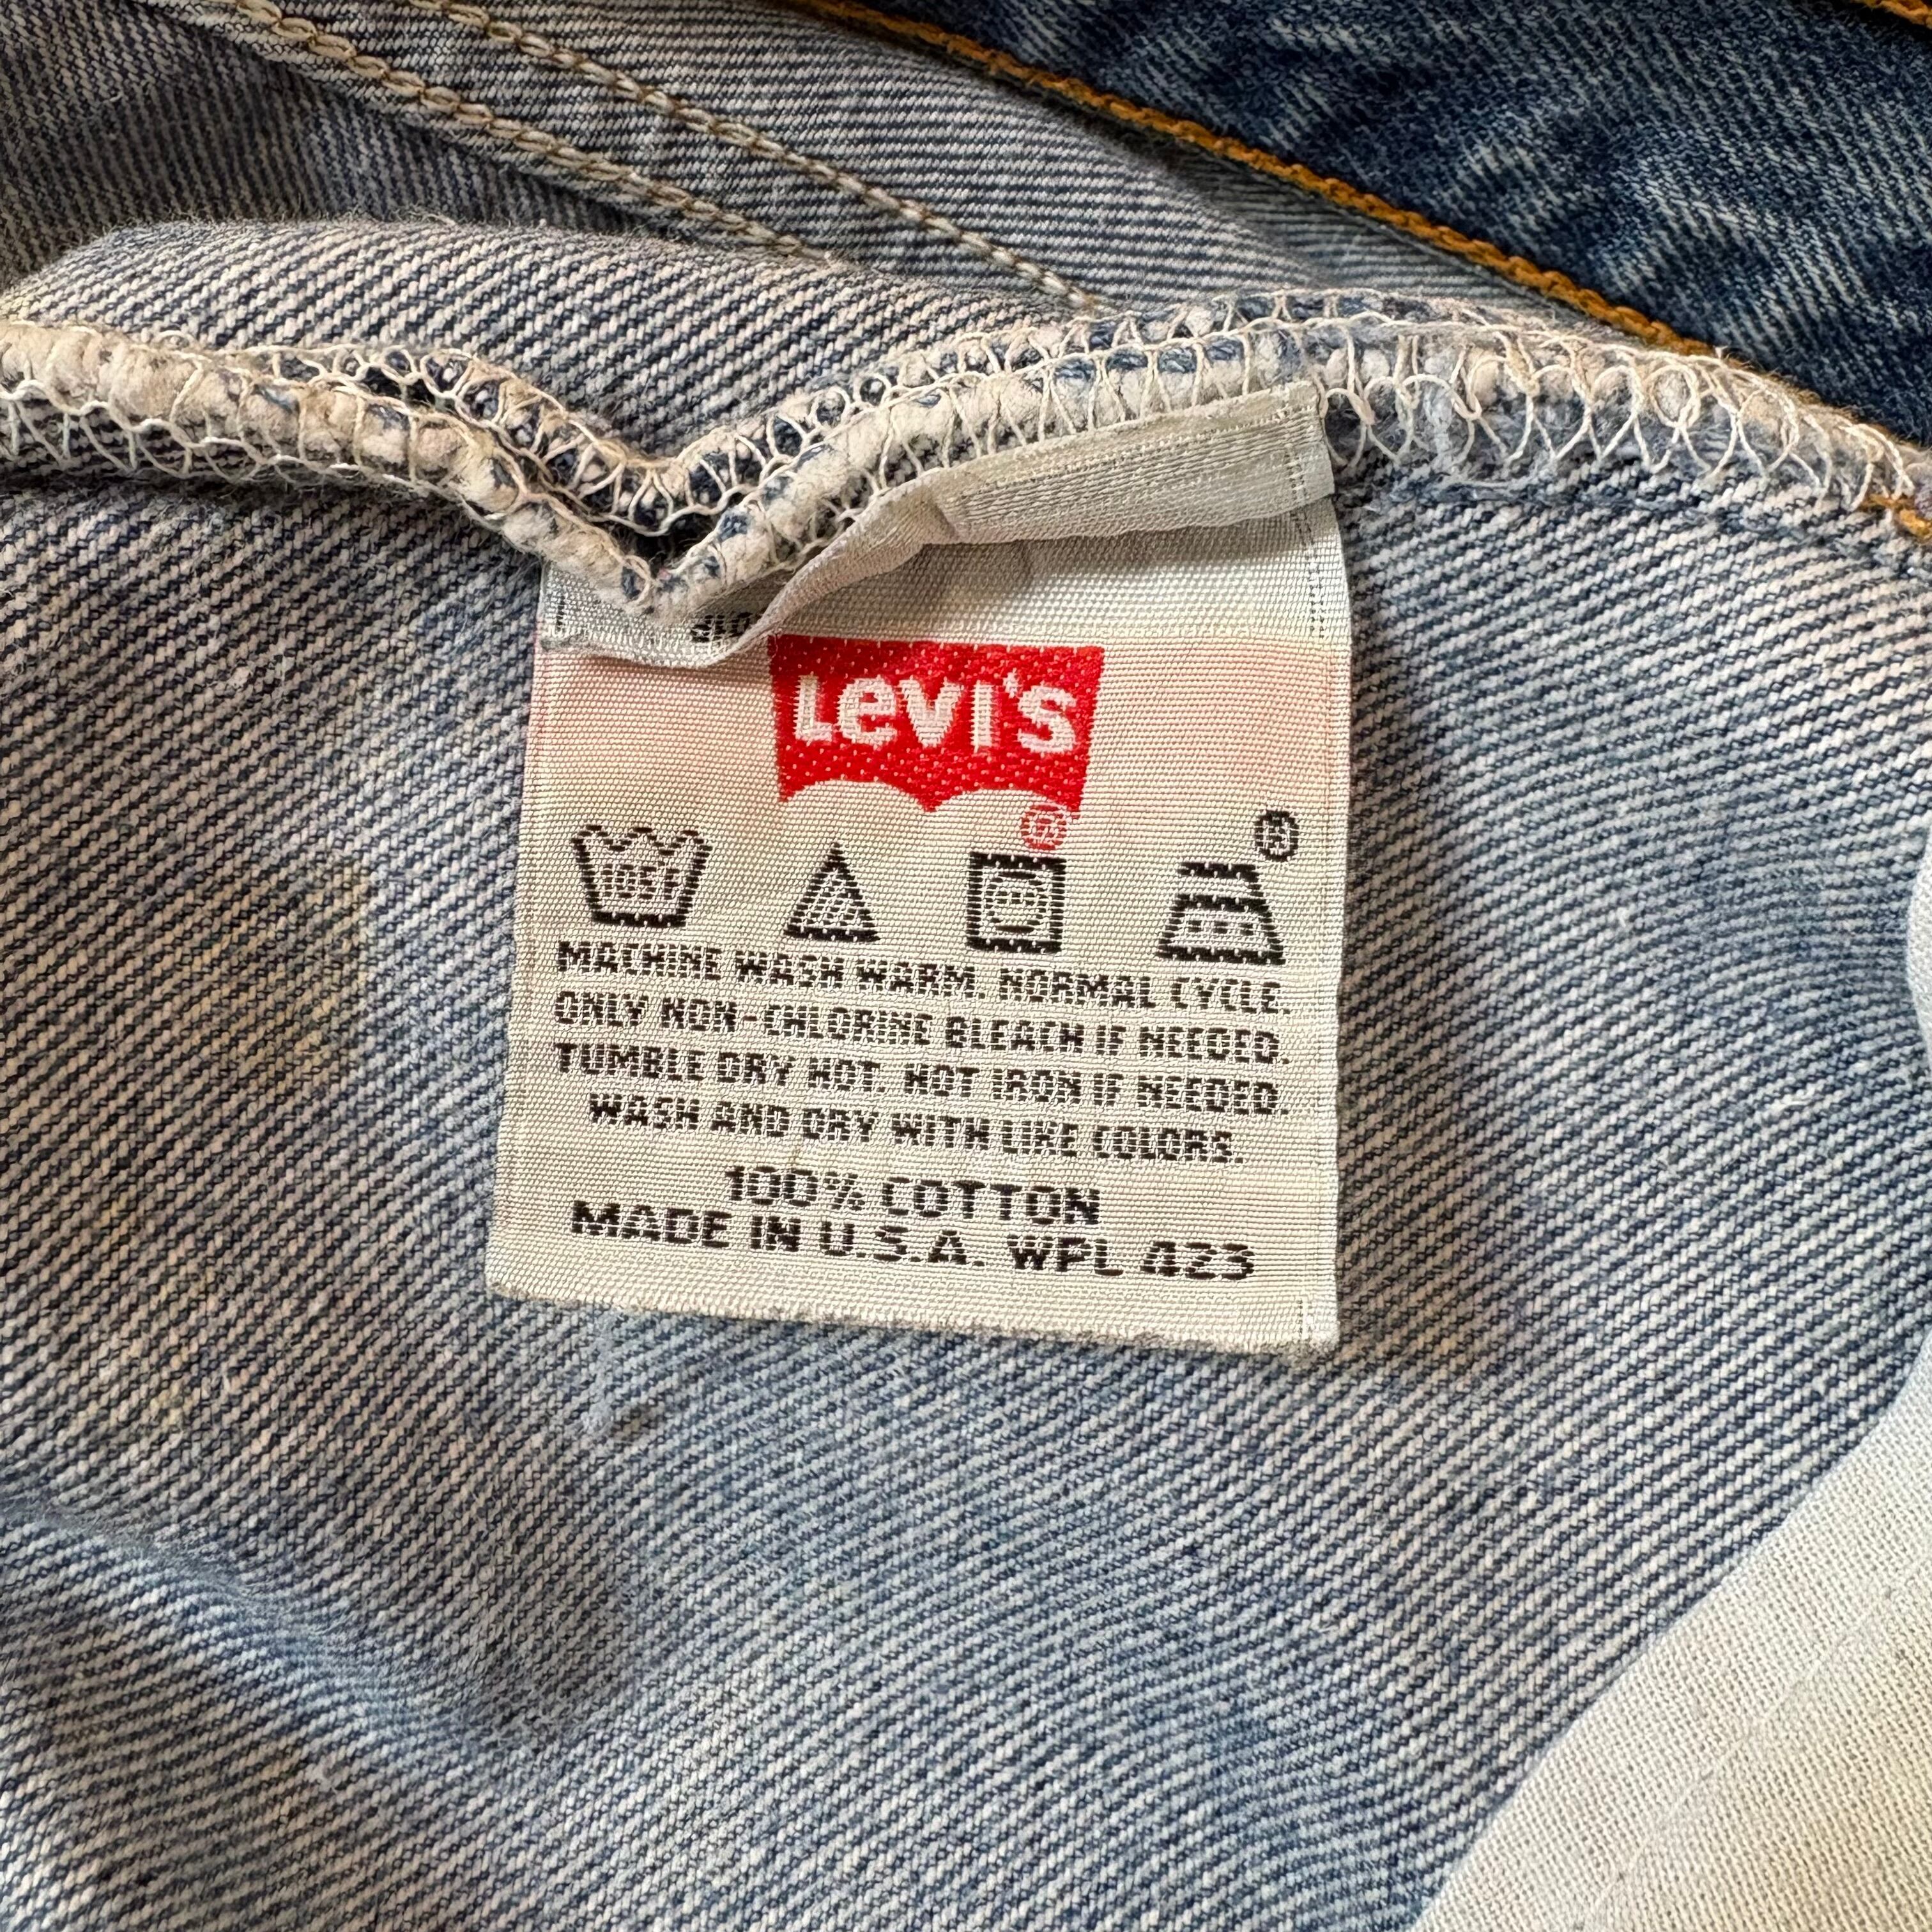 LEVI'S
®
®
105F
MACHINE WASH WARM. NORMAL CYCLE.
ONLY NON-CHLORINE BLEACH IF NEEDED.
TUMBLE DRY HOT. HOT IRON IF NEEDED.
WASH AND DRY WITH LIKE COLORS.
100% COTTON
MADE IN U.S.A. WPL 423